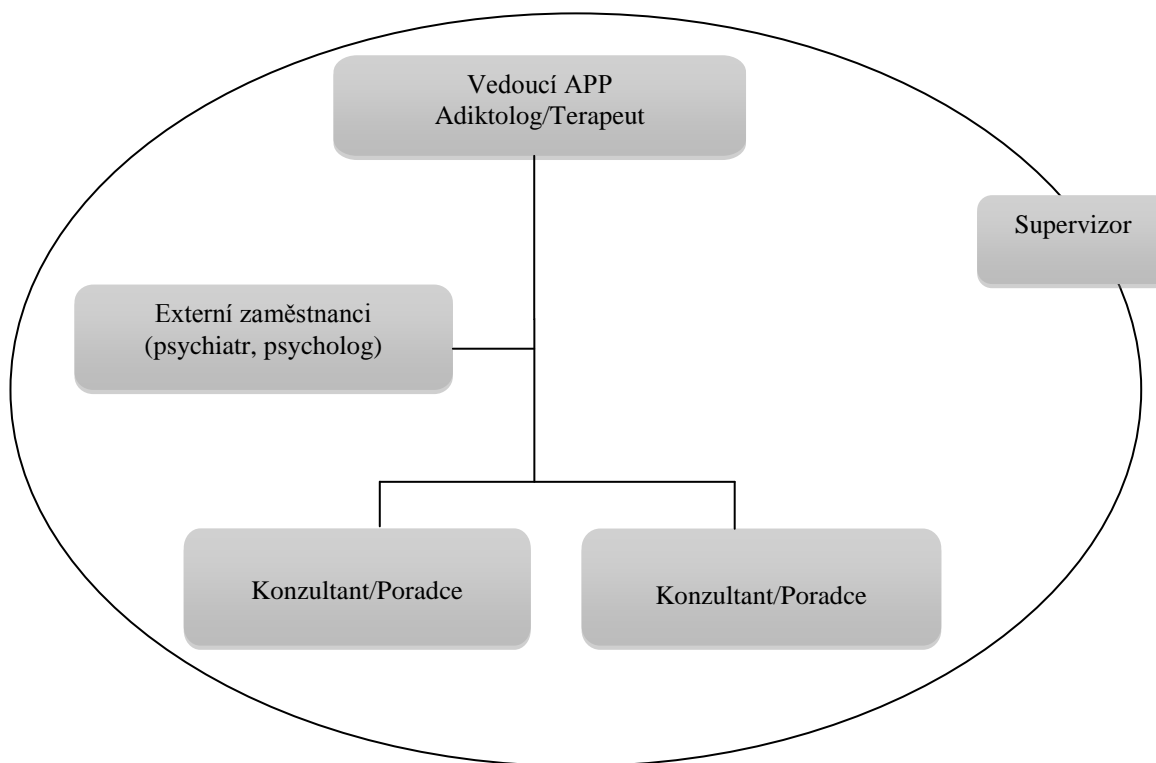 Vedoucí APP
Adiktolog/Terapeut
Supervizor
Externí zaměstnanci
(psychiatr, psycholog)
Konzultant/Poradce
Konzultant/Poradce